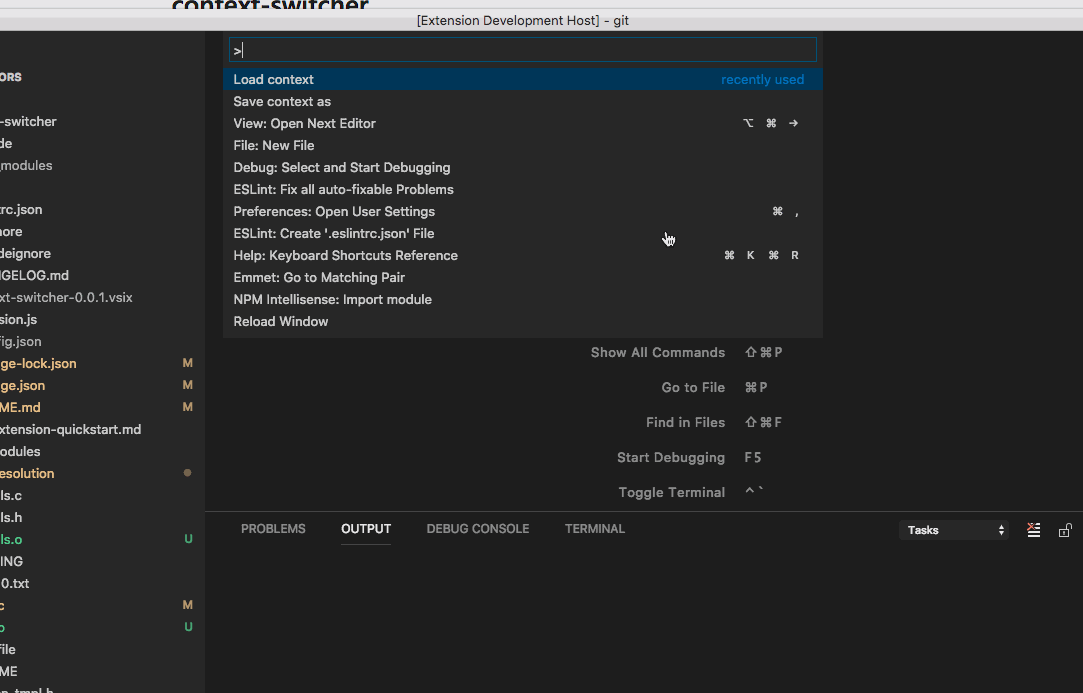 context-switcher
[Extension Development Host] - git
ORS
>
Load context recently used
Save context as
View: Open Next Editor ⌥ ⌘ →
File: New File
Debug: Select and Start Debugging
ESLint: Fix all auto-fixable Problems
Preferences: Open User Settings ⌘ ,
ESLint: Create '.eslintrc.json' File
Help: Keyboard Shortcuts Reference ⌘ K ⌘ R
Emmet: Go to Matching Pair
NPM Intellisense: Import module
Reload Window
-switcher
de
_modules
rc.json
nore
deignore
NGELOG.md
xt-switcher-0.0.1.vsix
sion.js
fig.json
ge-lock.json M
ge.json M
ME.md M
xtension-quickstart.md
odules
esolution
ls.c
ls.h
ls.o U
ING
0.txt
c M
o U
file
ME
n-tmpl.h
Show All Commands ⇧⌘P
Go to File ⌘P
Find in Files ⇧⌘F
Start Debugging F5
Toggle Terminal ^`
PROBLEMS OUTPUT DEBUG CONSOLE TERMINAL Tasks